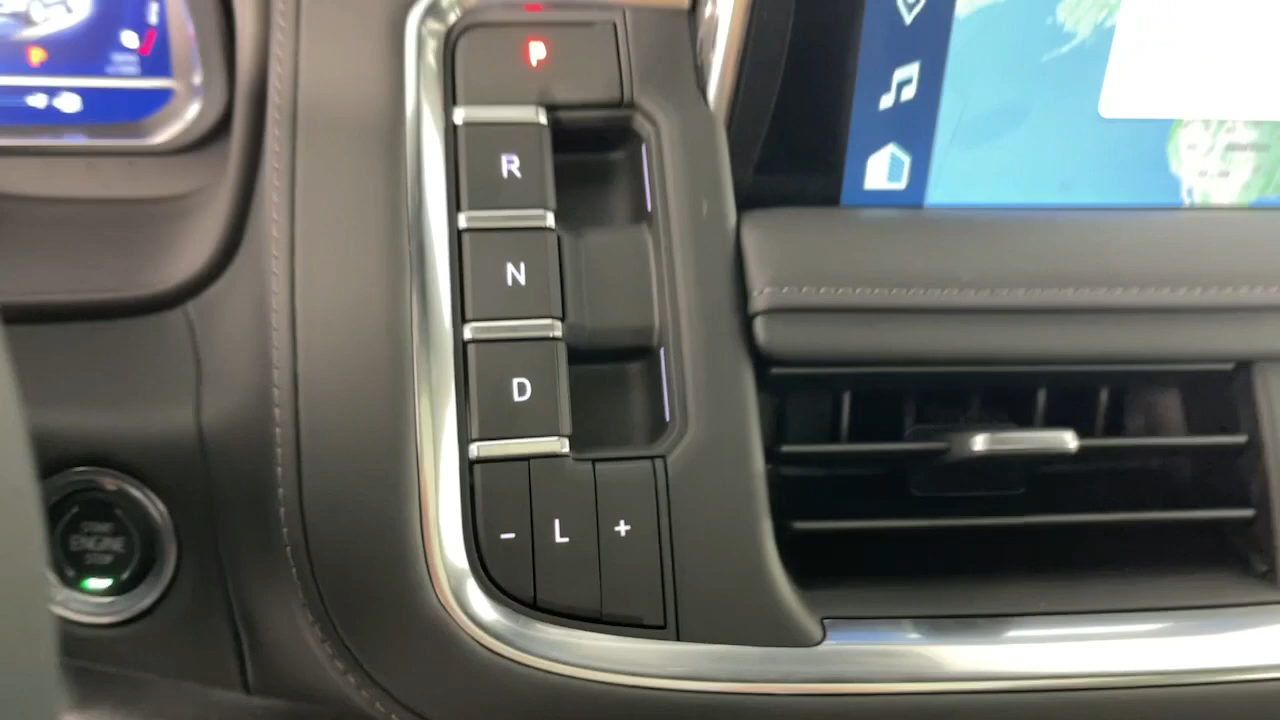 P
R
N
D
- L +
START
ENGINE
STOP